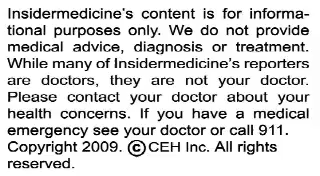 Insidermedicine's content is for informa-
tional purposes only. We do not provide
medical advice, diagnosis or treatment.
While many of Insidermedicine's reporters
are doctors, they are not your doctor.
Please contact your doctor about your
health concerns. If you have a medical
emergency see your doctor or call 911.
Copyright 2009. ©CEH Inc. All rights
reserved.